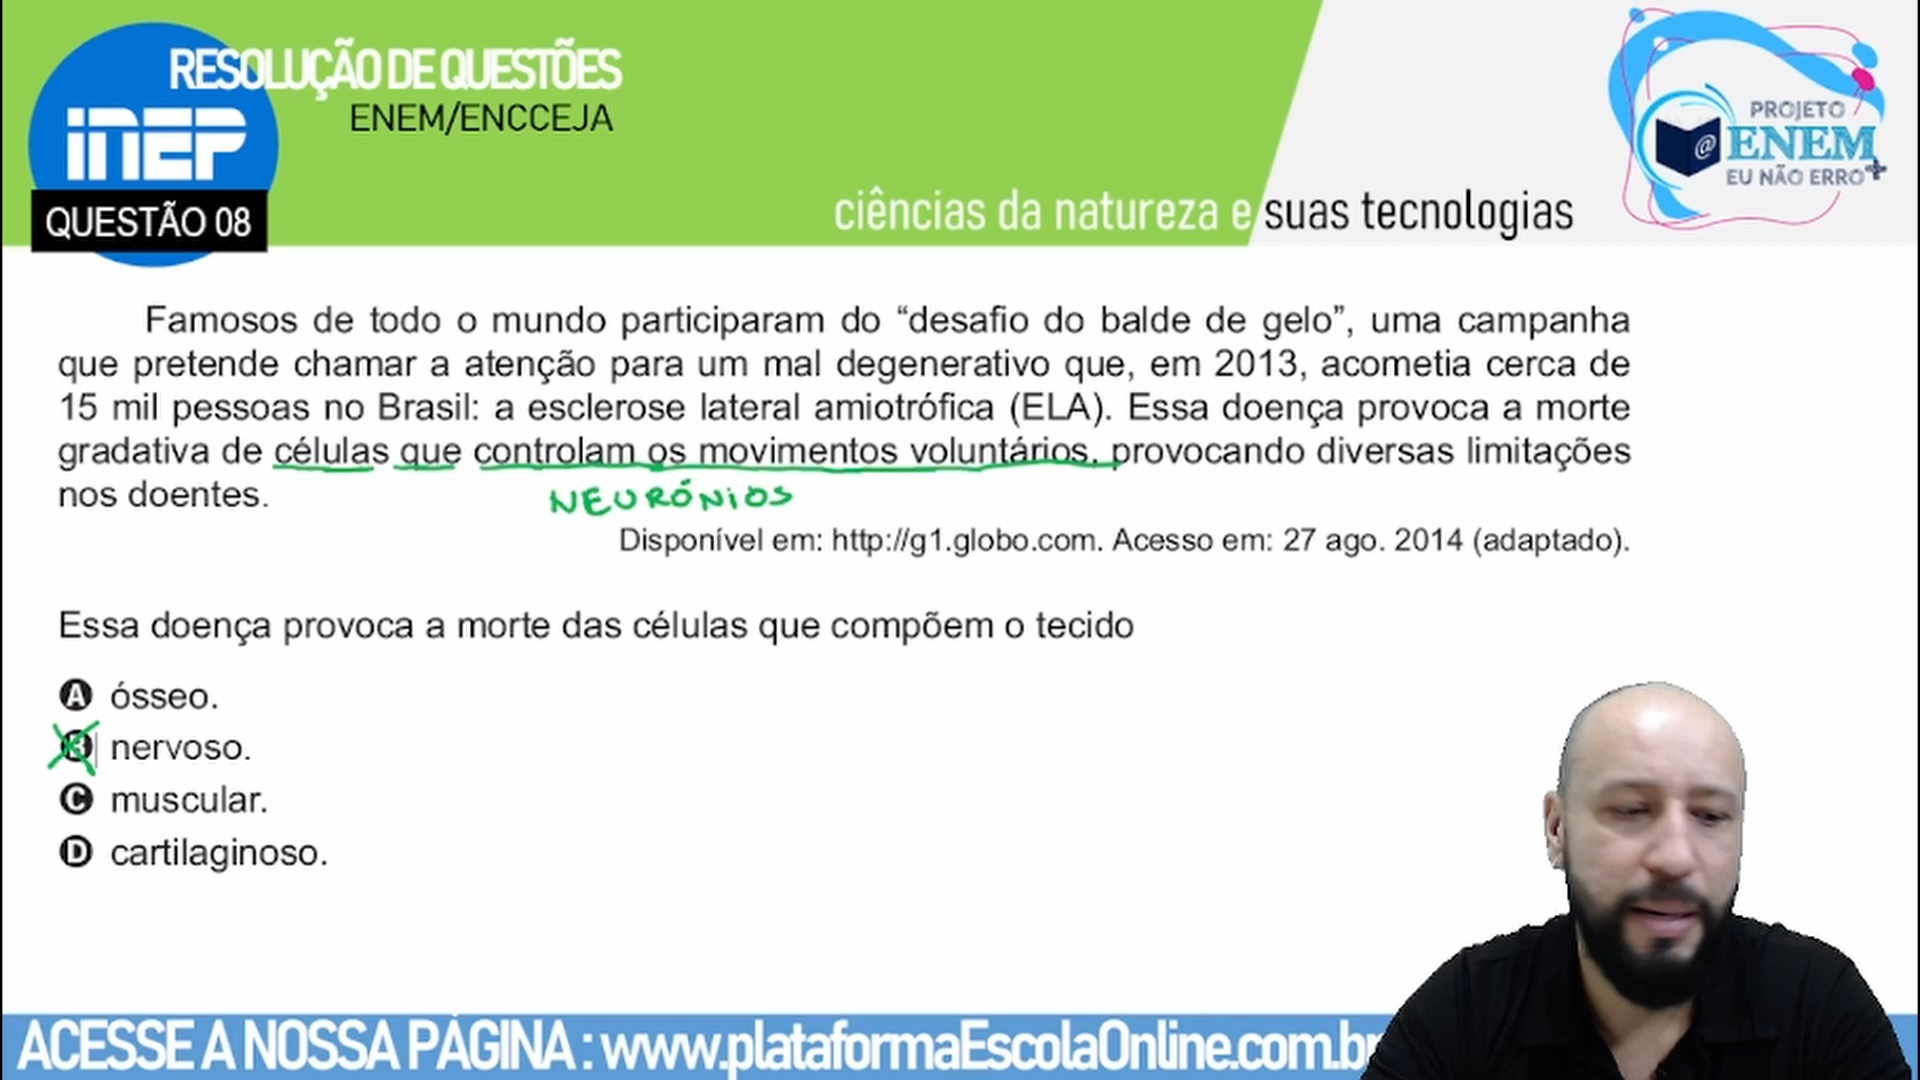 RESOLUÇÃO DE QUESTÕES
ENEM/ENCCEJA
inep
QUESTÃO 08
ciências da natureza e suas tecnologias
PROJETO
@ENEM+
EU NÃO ERRO
Famosos de todo o mundo participaram do “desafio do balde de gelo”, uma campanha
que pretende chamar a atenção para um mal degenerativo que, em 2013, acometia cerca de
15 mil pessoas no Brasil: a esclerose lateral amiotrófica (ELA). Essa doença provoca a morte
gradativa de células que controlam os movimentos voluntários, provocando diversas limitações
nos doentes.
NEURÓNIOS
Disponível em: http://g1.globo.com. Acesso em: 27 ago. 2014 (adaptado).
Essa doença provoca a morte das células que compõem o tecido
A ósseo.
B nervoso.
C muscular.
D cartilaginoso.
ACESSE A NOSSA PÁGINA : www.plataformaEscolaOnline.com.br